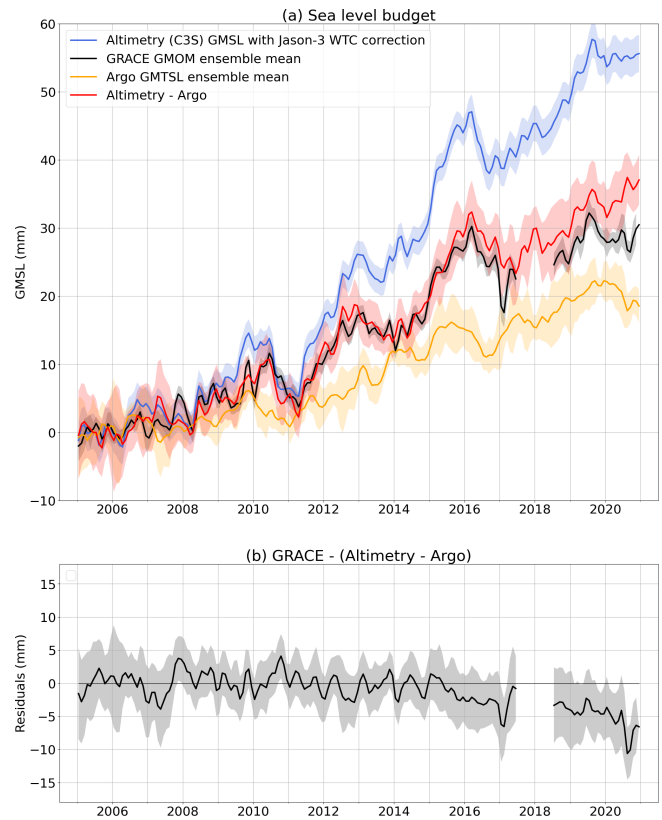 (a) Sea level budget
60
50
40
30
20
10
0
−10
GMSL (mm)
Altimetry (C3S) GMSL with Jason-3 WTC correction
GRACE GMOM ensemble mean
Argo GMTSL ensemble mean
Altimetry - Argo
2006 2008 2010 2012 2014 2016 2018 2020
(b) GRACE - (Altimetry - Argo)
15
10
5
0
−5
−10
−15
Residuals (mm)
2006 2008 2010 2012 2014 2016 2018 2020